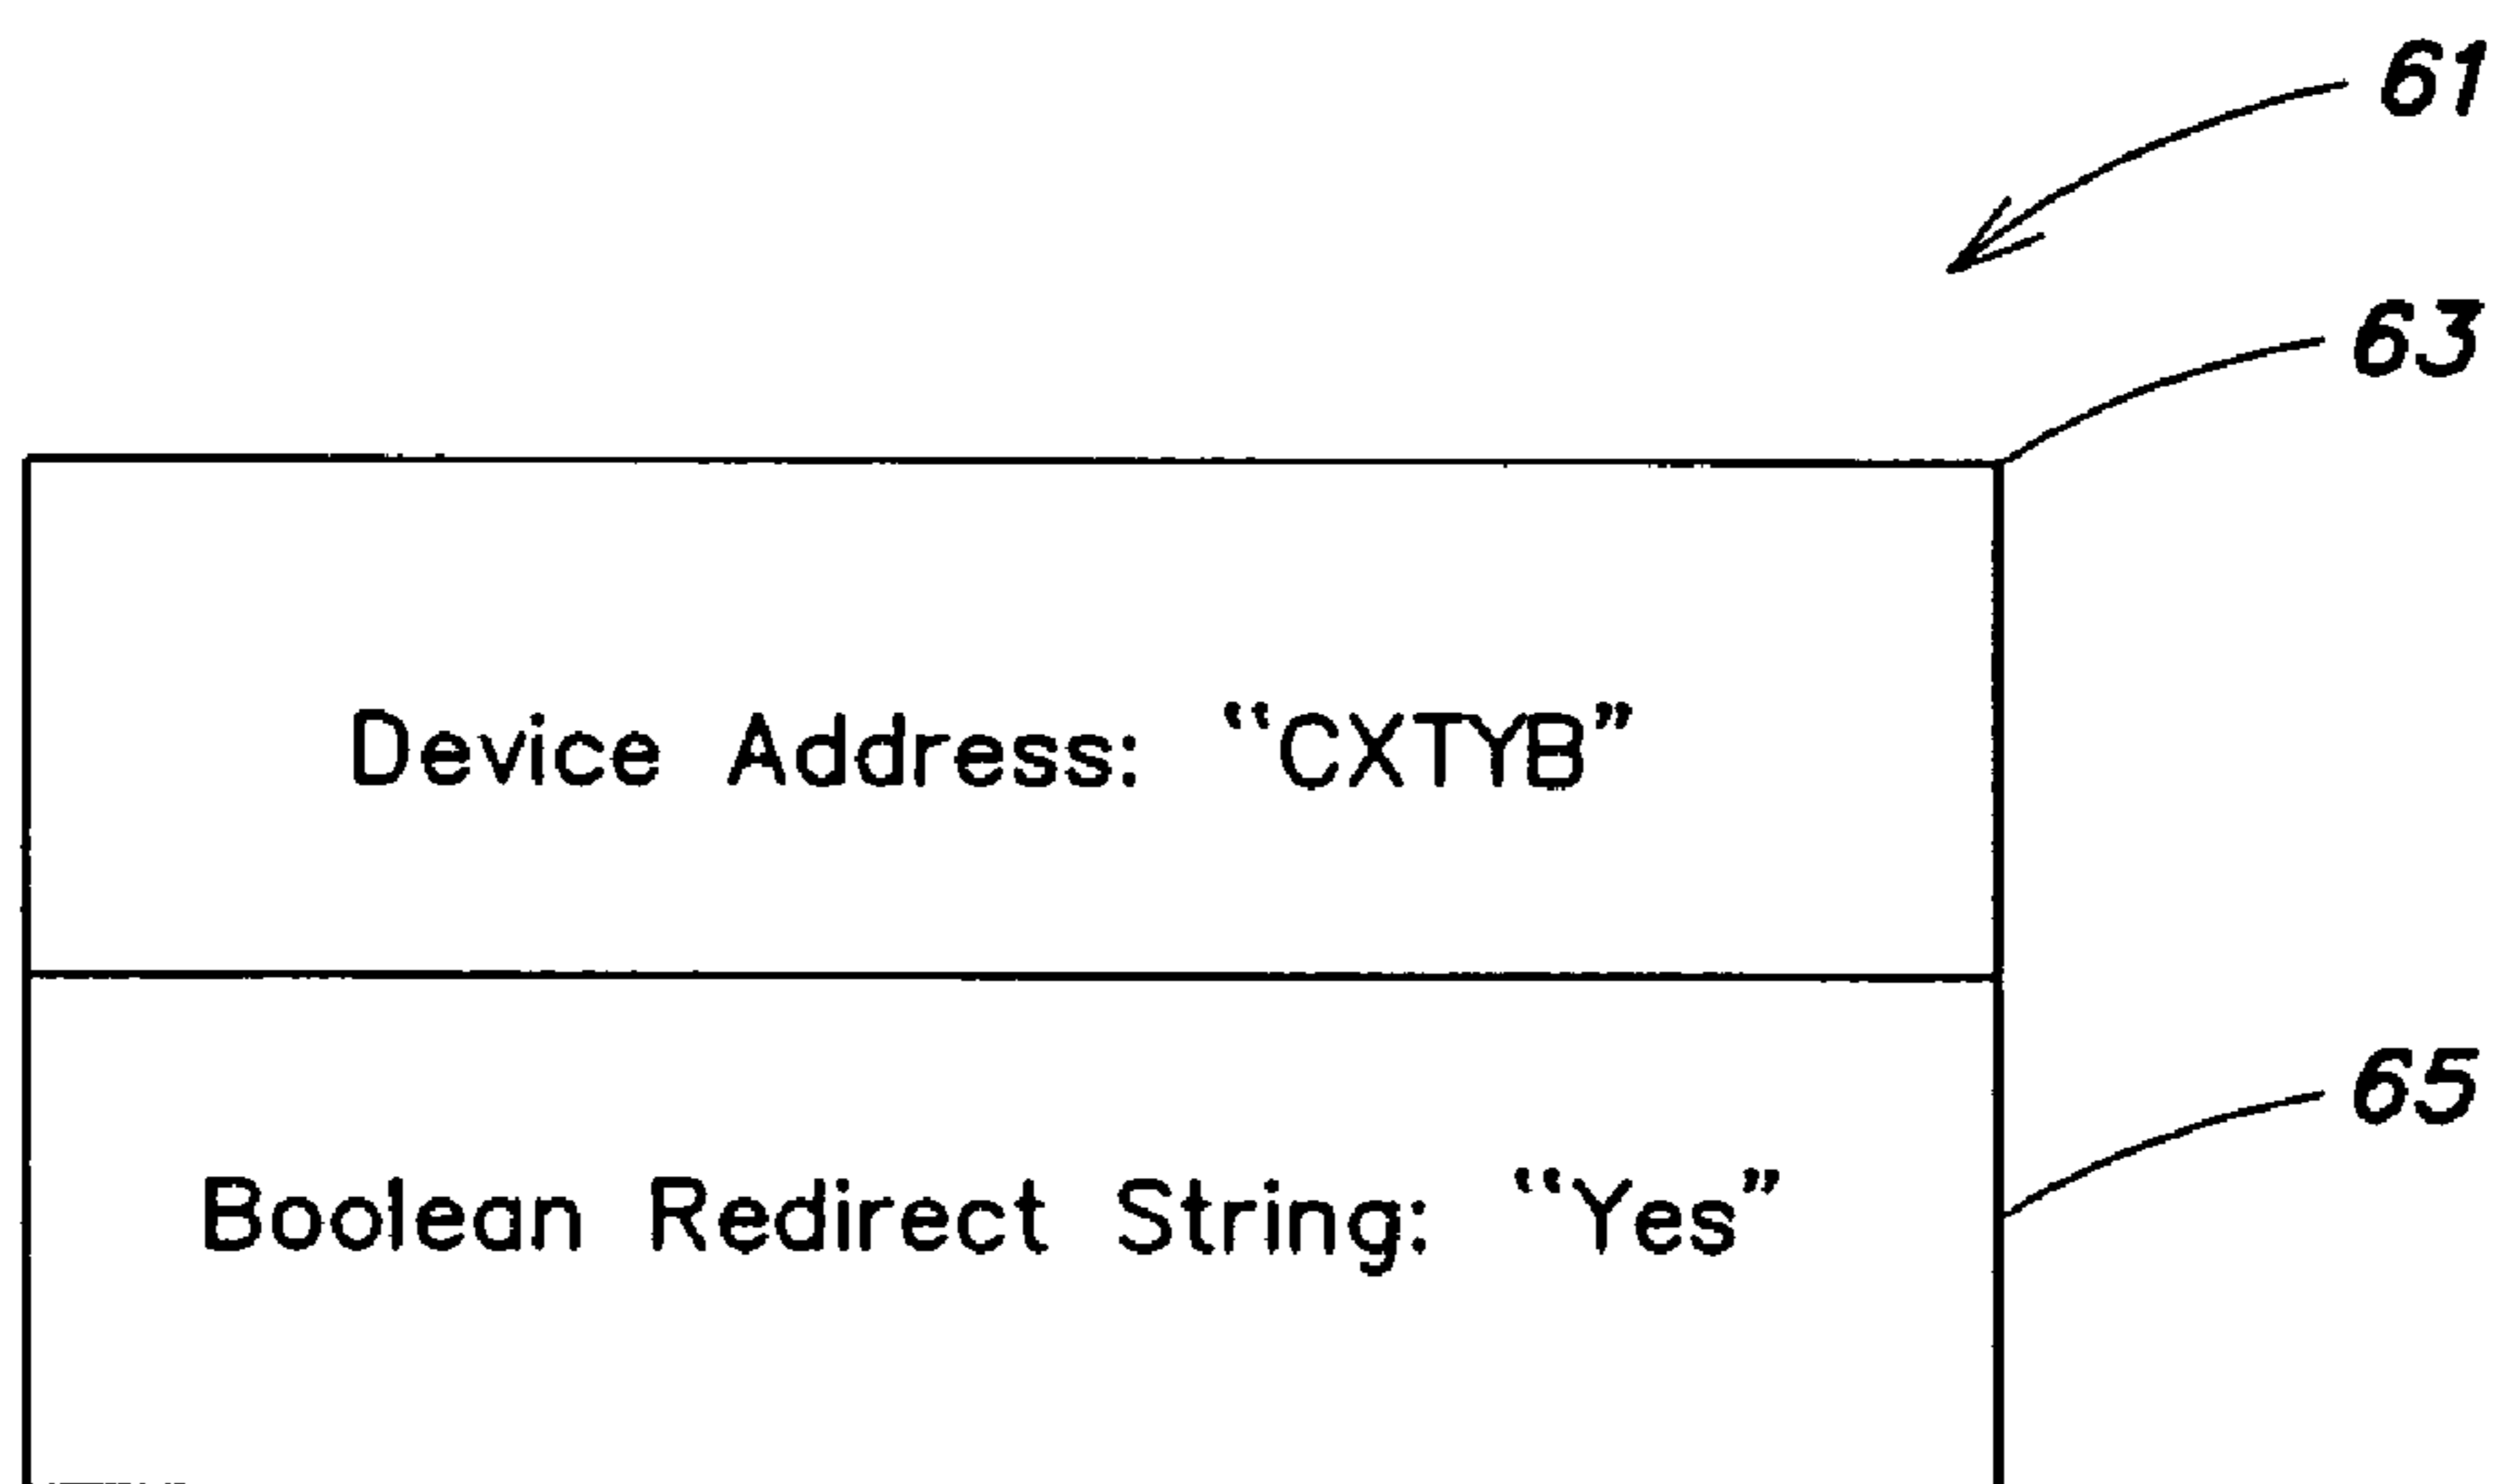 61
63
Device Address: “CXTYB”
65
Boolean Redirect String: “Yes”